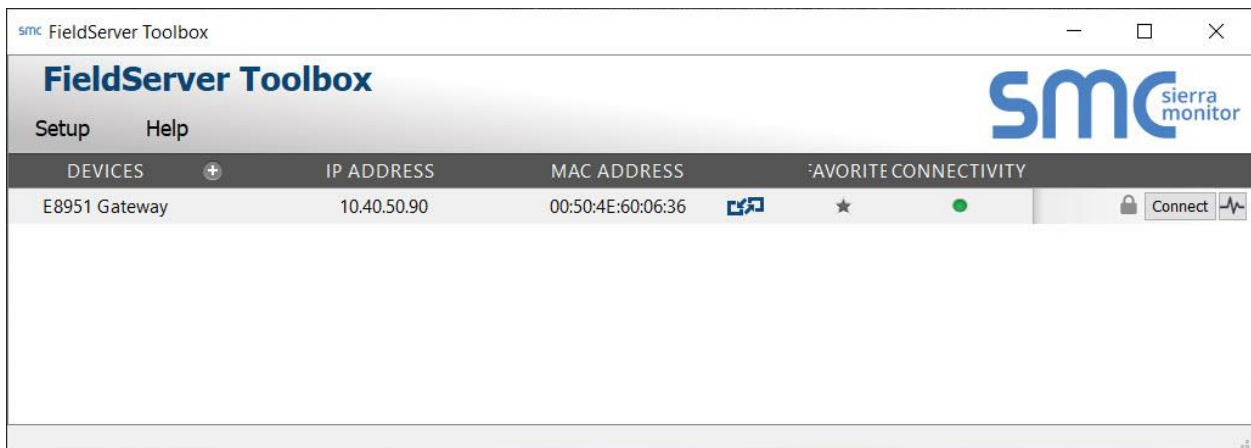 smc FieldServer Toolbox
FieldServer Toolbox
smc sierra monitor
Setup Help
DEVICES IP ADDRESS MAC ADDRESS FAVORITE CONNECTIVITY
E8951 Gateway 10.40.50.90 00:50:4E:60:06:36 Connect